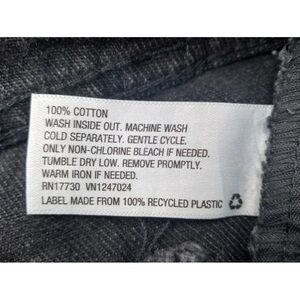 100% COTTON
WASH INSIDE OUT. MACHINE WASH
COLD SEPARATELY. GENTLE CYCLE.
ONLY NON-CHLORINE BLEACH IF NEEDED.
TUMBLE DRY LOW. REMOVE PROMPTLY.
WARM IRON IF NEEDED.
RN17730 VN1247024
LABEL MADE FROM 100% RECYCLED PLASTIC